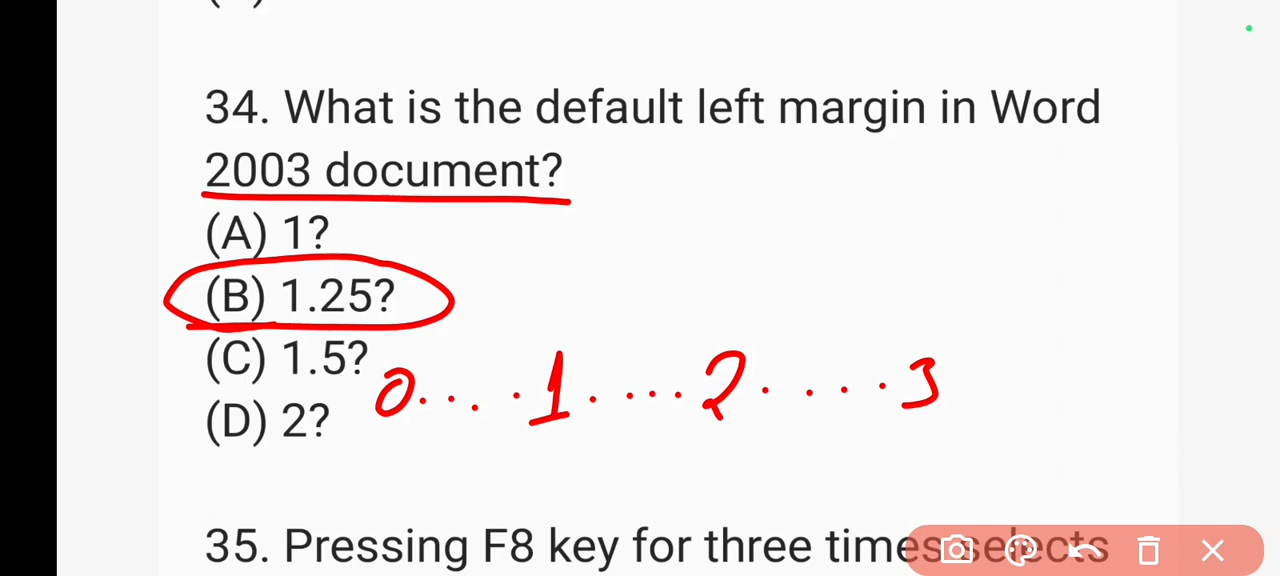 34. What is the default left margin in Word
2003 document?
(A) 1?
(B) 1.25?
(C) 1.5?
0....1....2....3
(D) 2?
35. Pressing F8 key for three times selects